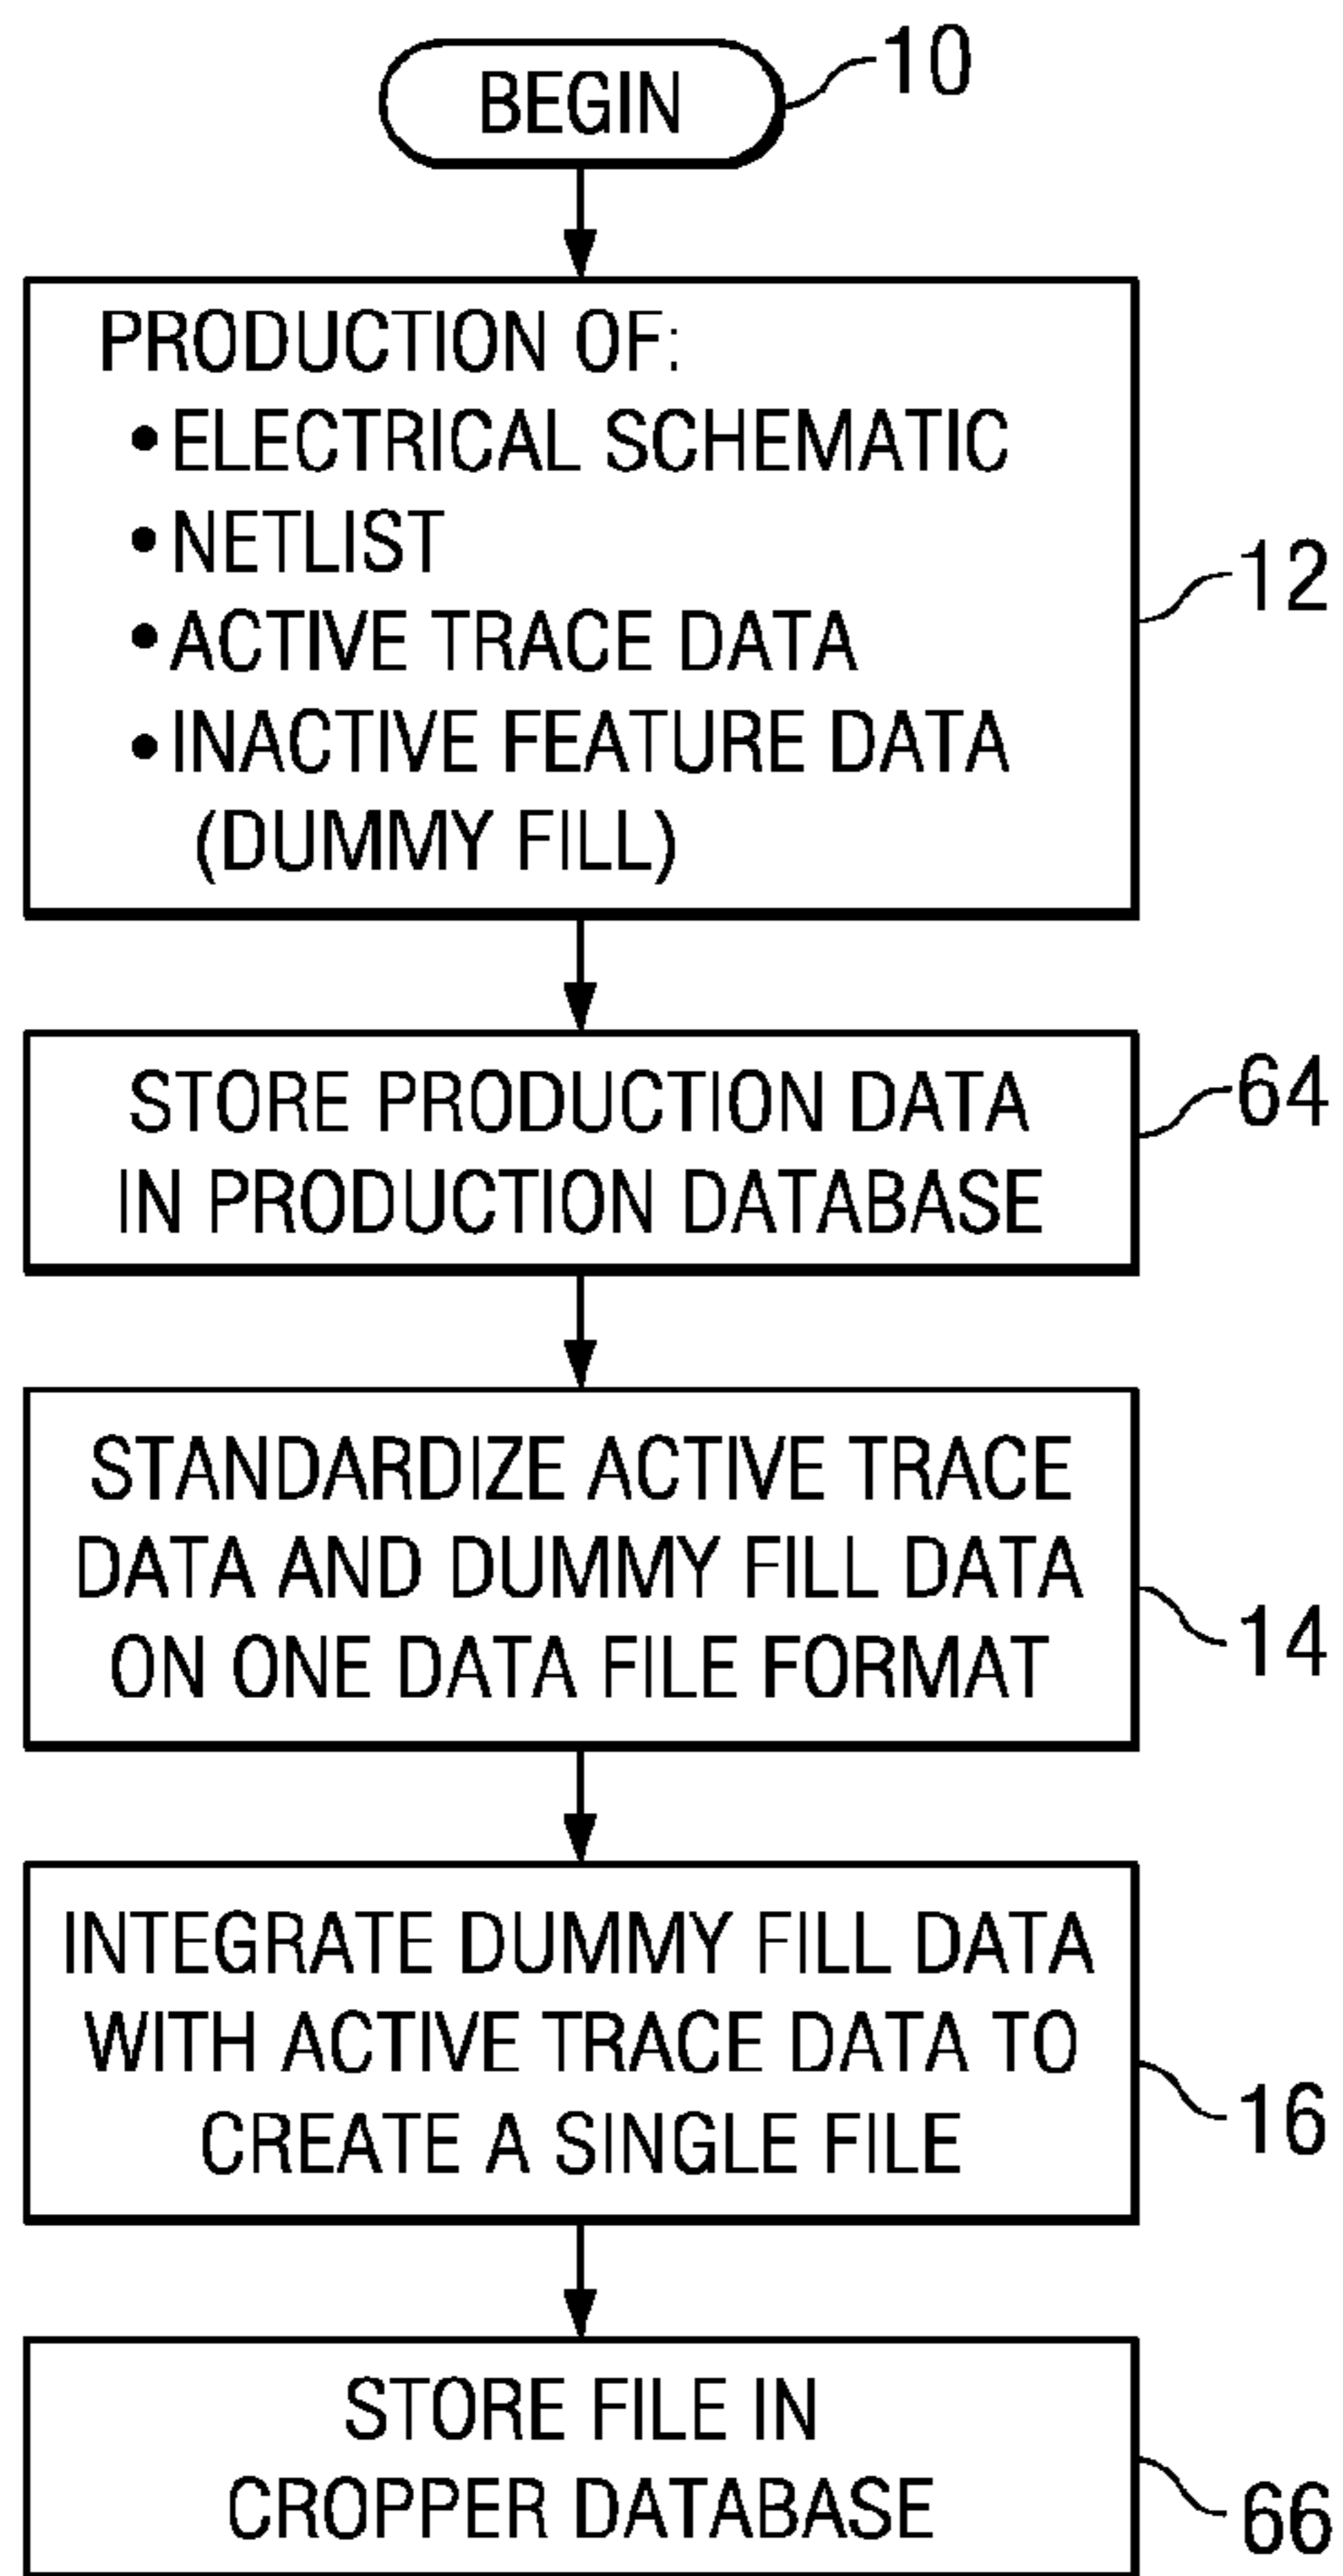 BEGIN
10
PRODUCTION OF:
• ELECTRICAL SCHEMATIC
• NETLIST
• ACTIVE TRACE DATA
• INACTIVE FEATURE DATA
(DUMMY FILL)
12
STORE PRODUCTION DATA
IN PRODUCTION DATABASE
64
STANDARDIZE ACTIVE TRACE
DATA AND DUMMY FILL DATA
ON ONE DATA FILE FORMAT
14
INTEGRATE DUMMY FILL DATA
WITH ACTIVE TRACE DATA TO
CREATE A SINGLE FILE
16
STORE FILE IN
CROPPER DATABASE
66